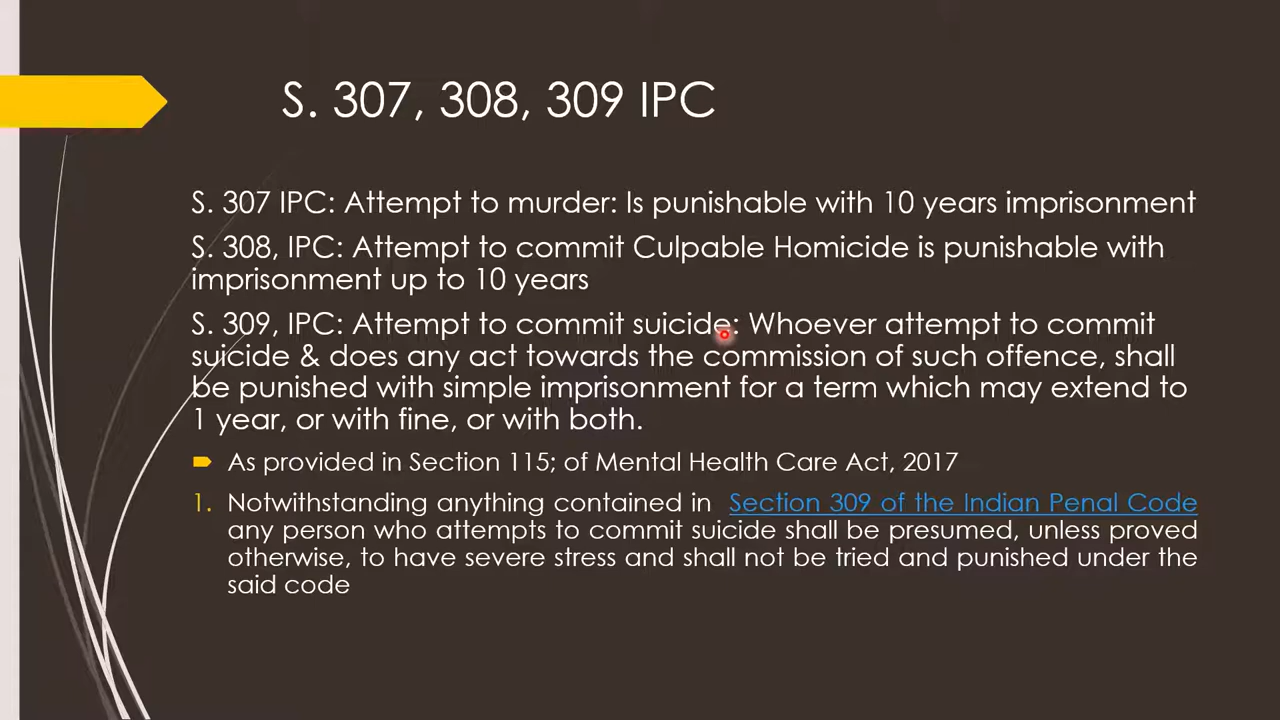 S. 307, 308, 309 IPC
S. 307 IPC: Attempt to murder: Is punishable with 10 years imprisonment
S. 308, IPC: Attempt to commit Culpable Homicide is punishable with
imprisonment up to 10 years
S. 309, IPC: Attempt to commit suicide: Whoever attempt to commit
suicide & does any act towards the commission of such offence, shall
be punished with simple imprisonment for a term which may extend to
1 year, or with fine, or with both.
As provided in Section 115; of Mental Health Care Act, 2017
1. Notwithstanding anything contained in Section 309 of the Indian Penal Code
any person who attempts to commit suicide shall be presumed, unless proved
otherwise, to have severe stress and shall not be tried and punished under the
said code